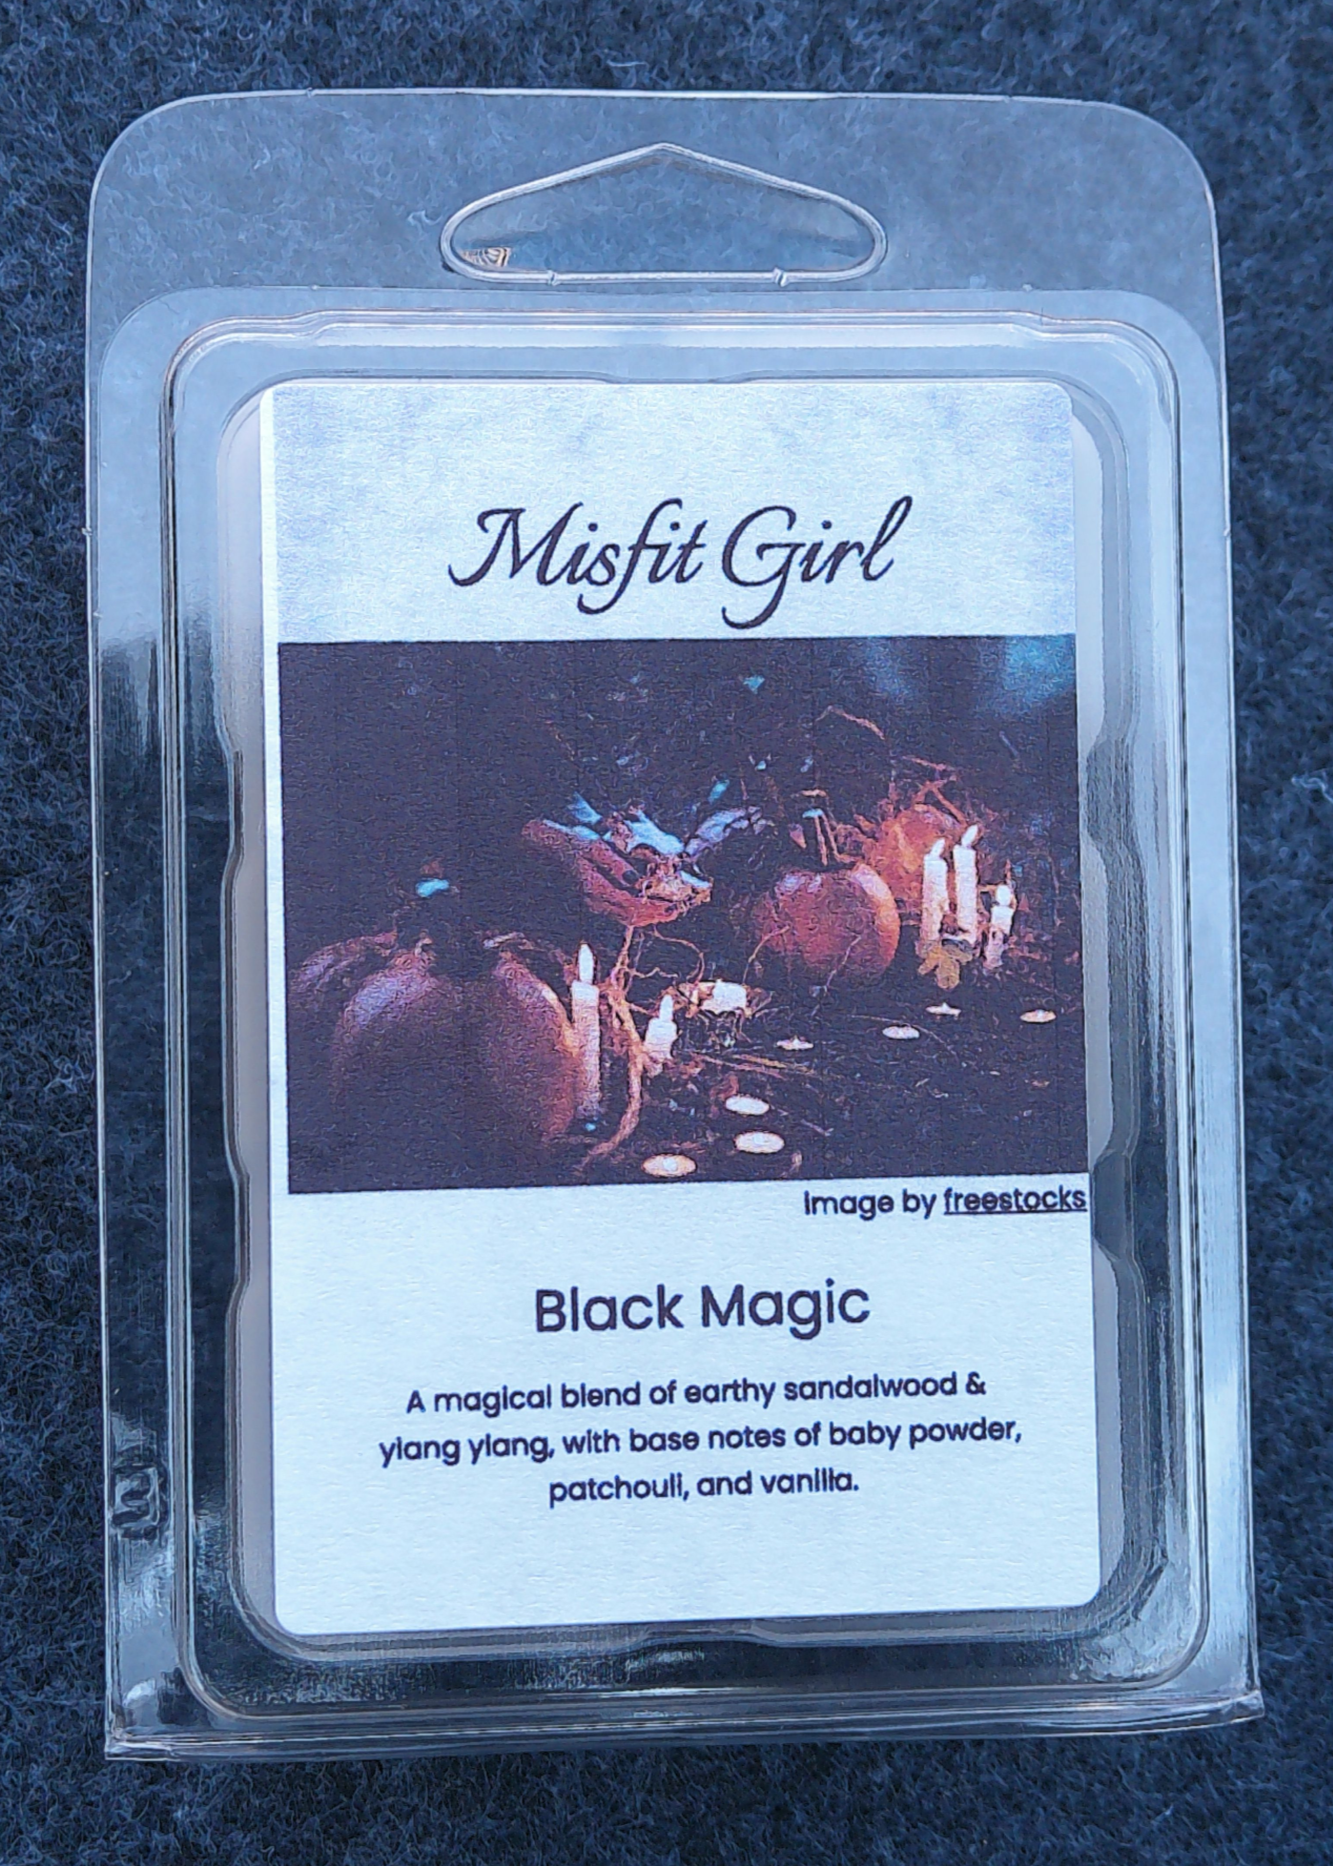 Misfit Girl
Image by freestocks
Black Magic
A magical blend of earthy sandalwood &
ylang ylang, with base notes of baby powder,
patchouli, and vanilla.